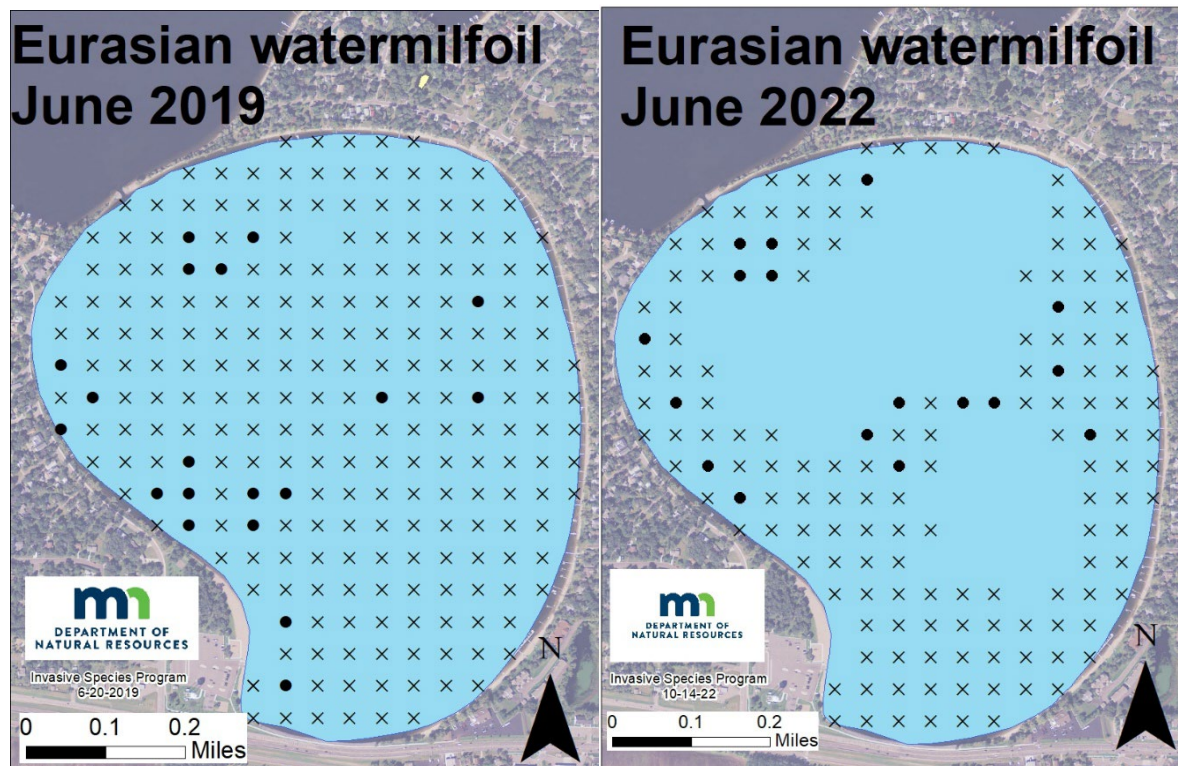 Eurasian watermilfoil
June 2019
N
mn
DEPARTMENT OF
NATURAL RESOURCES
Invasive Species Program
6-20-2019
0 0.1 0.2
Miles
Eurasian watermilfoil
June 2022
N
mn
DEPARTMENT OF
NATURAL RESOURCES
Invasive Species Program
10-14-22
0 0.1 0.2
Miles